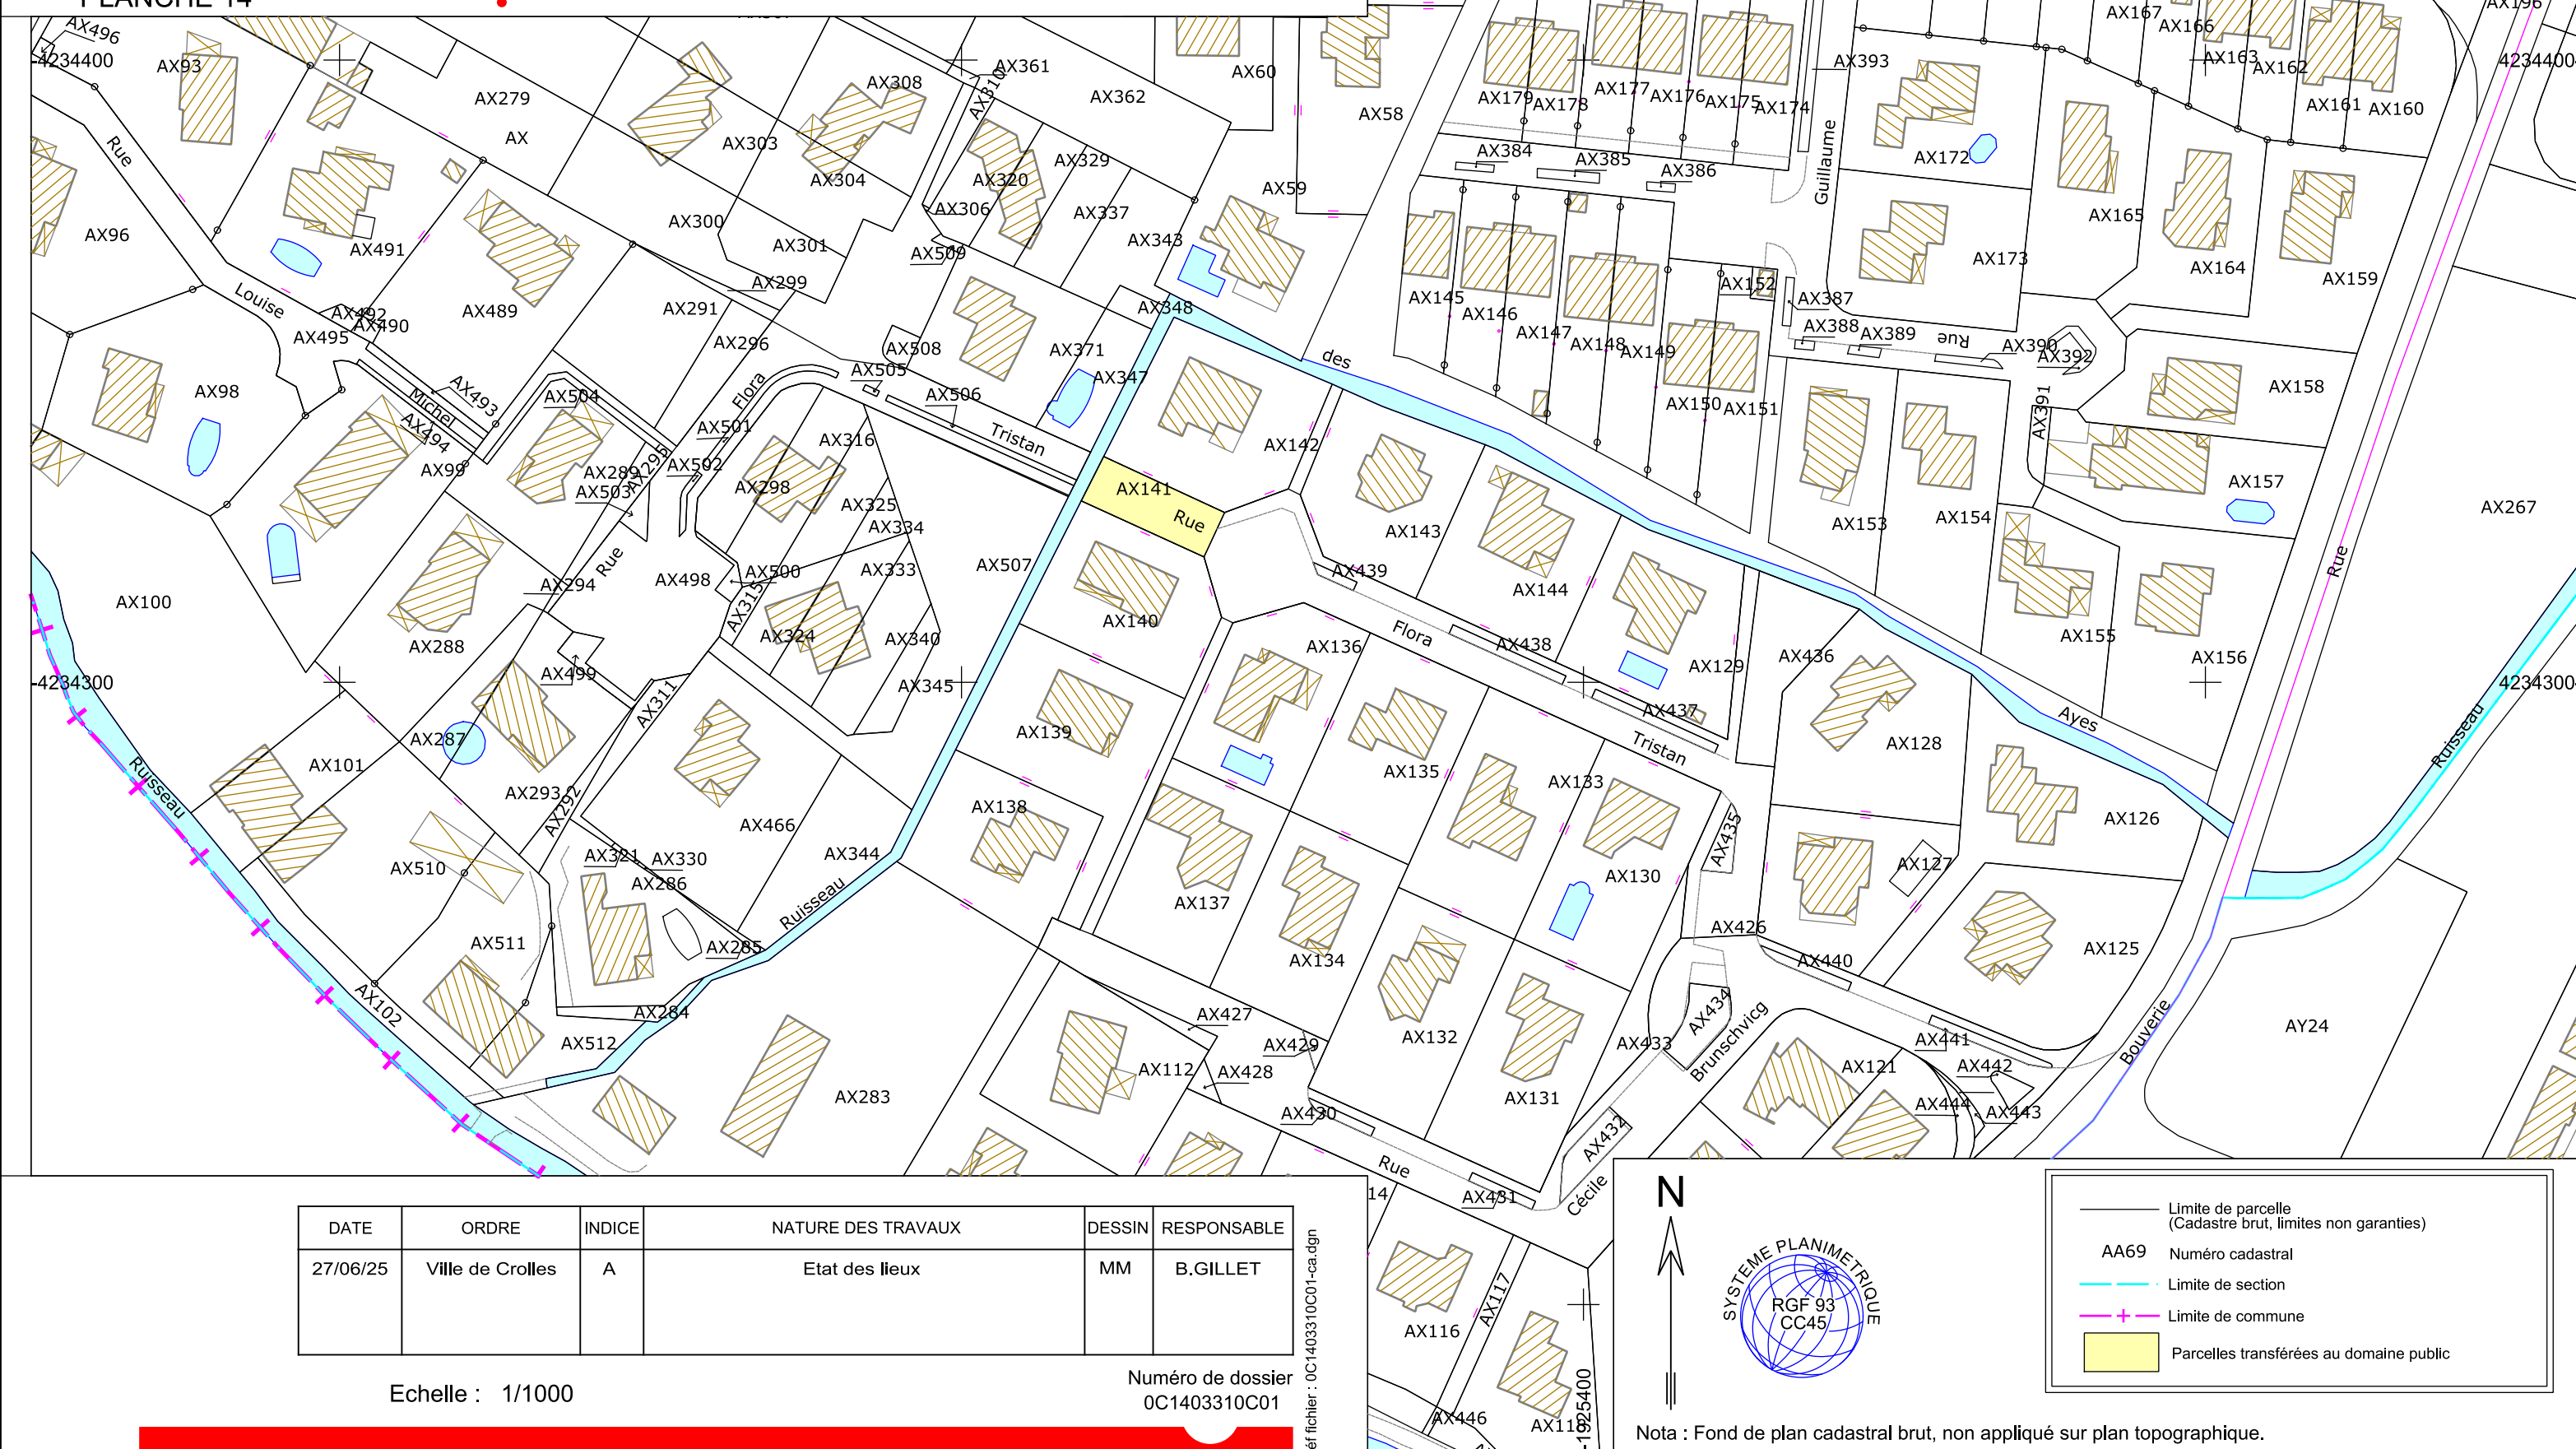 PLANCHE 14
AX496
4234400
AX93
AX279
AX
AX303
AX308
AX304
AX310
AX361
AX362
AX60
AX58
AX179
AX178
AX177
AX176
AX175
AX174
AX393
AX167
AX166
AX163
AX162
AX161
AX160
AX196
4234400
Rue
AX96
AX491
AX300
AX301
AX306
AX320
AX329
AX337
AX343
AX59
AX384
AX385
AX386
Guillaume
AX172
AX165
AX173
AX164
AX159
Louise
AX492
AX490
AX495
AX489
AX291
AX299
AX296
AX509
AX508
AX348
AX371
AX347
AX145
AX146
AX147
AX148
AX149
AX152
AX387
AX388
AX389
Rue
AX390
AX392
des
AX98
Michel
AX493
AX494
AX99
AX504
AX501
Flora
AX505
AX506
Tristan
AX316
AX142
AX150
AX151
AX391
AX158
AX289
AX295
AX502
AX503
AX298
AX325
AX334
AX141
Rue
AX143
AX153
AX154
AX157
AX267
AX100
AX294
Rue
AX498
AX500
AX315
AX333
AX507
AX439
AX144
Rue
AX288
AX324
AX340
AX140
AX136
Flora
AX438
AX129
AX436
AX155
AX156
4234300
AX499
AX311
AX345
AX437
Ayes
4234300
AX287
AX139
AX135
Tristan
AX133
AX128
Ruisseau
Ruisseau
AX101
AX293
AX292
AX466
AX138
AX435
AX126
AX510
AX321
AX330
AX286
AX344
AX137
AX130
AX127
Ruisseau
AX511
AX285
AX134
AX426
AX440
AX125
AX102
AX284
AX512
AX427
AX429
AX132
AX433
AX434
Brunschvicg
AX441
Bouverie
AY24
AX283
AX112
AX428
AX430
AX131
AX432
AX121
AX442
AX444
AX443
Rue
AX431
Cécile
14
AX116
AX117
AX446
1925400
DATE ORDRE INDICE NATURE DES TRAVAUX DESSIN RESPONSABLE
27/06/25 Ville de Crolles A Etat des lieux MM B.GILLET
Echelle : 1/1000
Numéro de dossier
0C1403310C01
éf fichier : 0C1403310C01-ca.dgn
N
SYSTEME PLANIMETRIQUE
RGF 93
CC45
Limite de parcelle
(Cadastre brut, limites non garanties)
AA69 Numéro cadastral
Limite de section
Limite de commune
Parcelles transférées au domaine public
Nota : Fond de plan cadastral brut, non appliqué sur plan topographique.